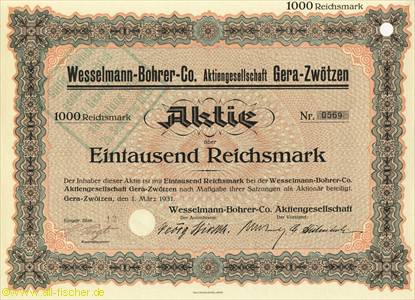 1000 Reichsmark
Wesselmann-Bohrer-Co. Aktiengesellschaft Gera-Zwötzen
1000 Reichsmark
Aktie
Nr. 0569
über
Eintausend Reichsmark
Der Inhaber dieser Aktie ist mit Eintausend Reichsmark bei der Wesselmann-Bohrer-Co.
Aktiengesellschaft Gera-Zwötzen nach Maßgabe ihrer Satzungen als Aktionär beteiligt.
Gera-Zwötzen, den 1. März 1931.
Wesselmann-Bohrer-Co. Aktiengesellschaft
Der Aufsichtsrat: Der Vorstand:
www.all-fischer.de